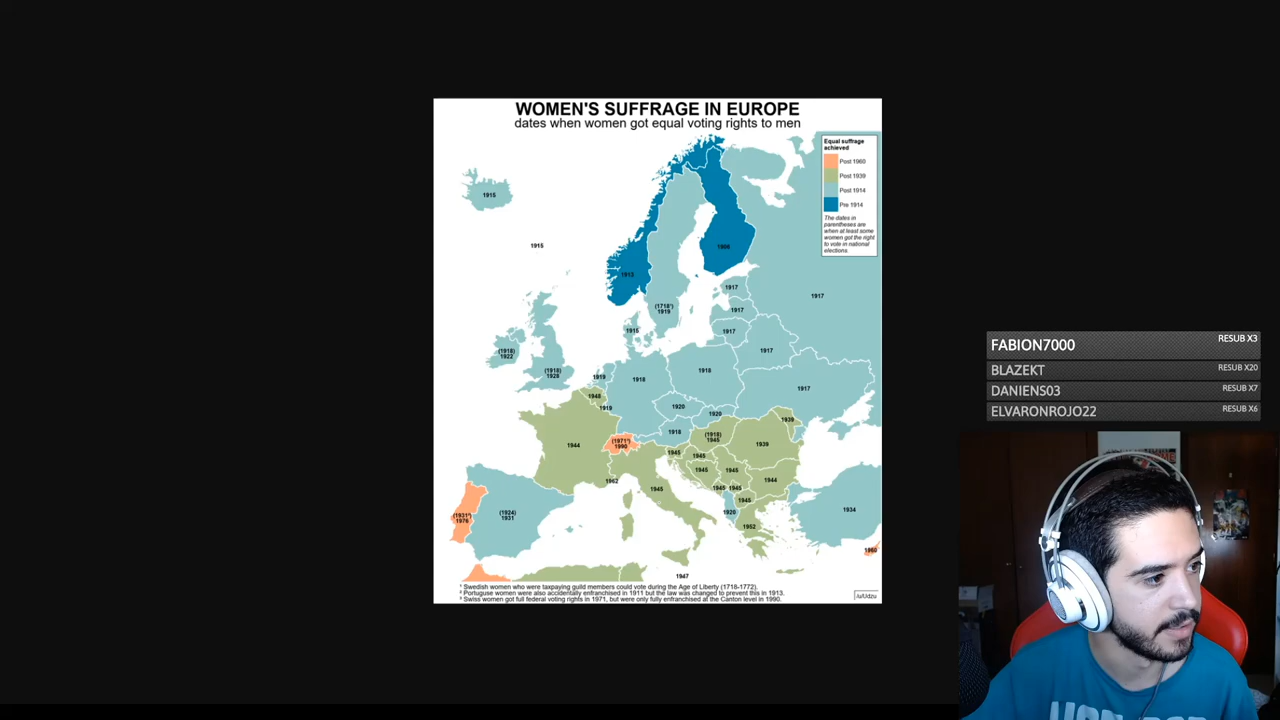 WOMEN'S SUFFRAGE IN EUROPE
dates when women got equal voting rights to men
Equal suffrage
achieved
Post 1960
Post 1939
Post 1914
Pre 1914
The dates in
parentheses are
when at least some
women got the right
to vote in national
elections
1915
1915
1906
1913
1917
1917
(1718¹)
1919
1917
1915
1917
(1918)
1922
1917
(1918)
1928
1919
1918
1918
1917
1948
1919
1920
1920
1939
1918
(1918)
1945
1944
(1971³)
1990
1939
1945
1945
1945
1945
1944
1962
1945
1945
1945
1945
(1931²)
1976
(1924)
1931
1920
1934
1952
1960
1947
¹ Swedish women who were taxpaying guild members could vote during the Age of Liberty (1718-1772).
² Portuguese women were also accidentally enfranchised in 1911 but the law was changed to prevent this in 1913.
³ Swiss women got full federal voting rights in 1971, but were only fully enfranchised at the Canton level in 1990.
/u/Udzu
FABION7000 RESUB X3
BLAZEKT RESUB X20
DANIENS03 RESUB X7
ELVARONROJO22 RESUB X6